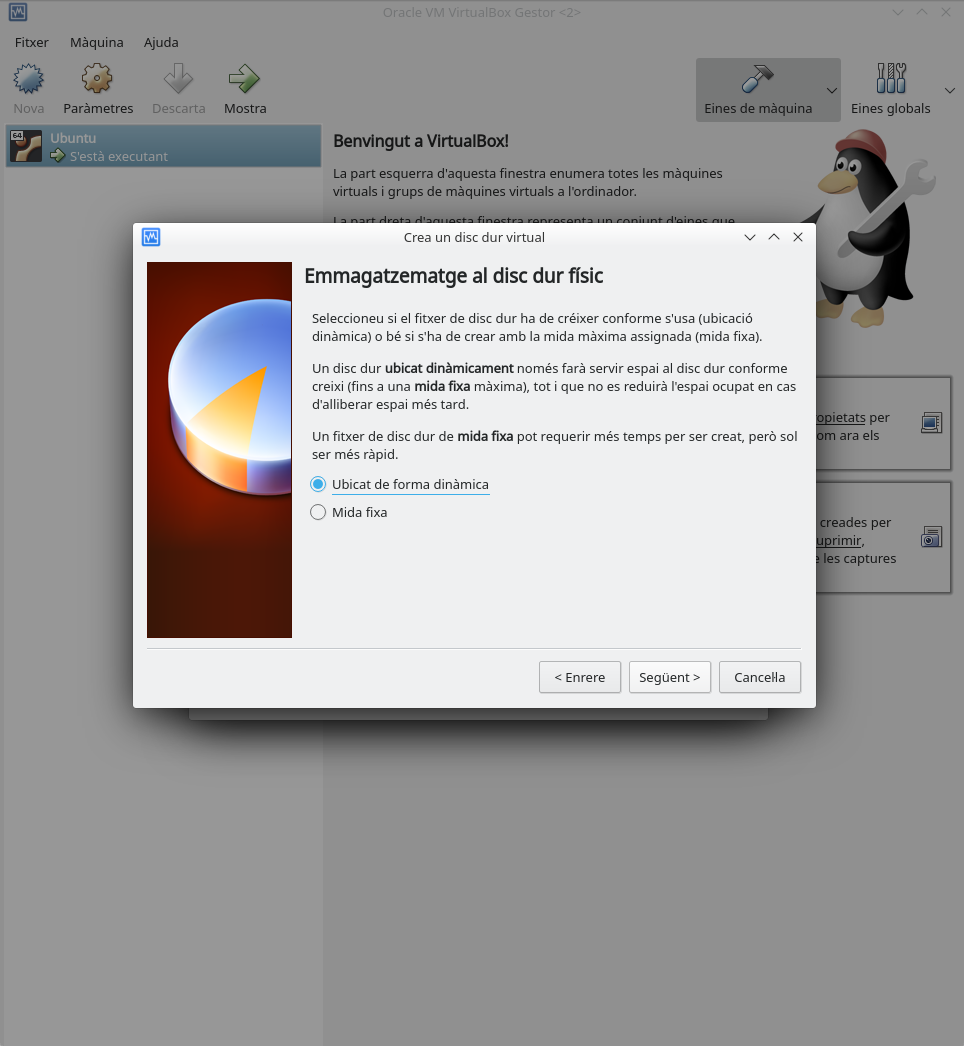 Oracle VM VirtualBox Gestor <2>
Fitxer Màquina Ajuda
Nova Paràmetres Descarta Mostra Eines de màquina Eines globals
64 Ubuntu
S'està executant
Benvingut a VirtualBox!
La part esquerra d'aquesta finestra enumera totes les màquines
virtuals i grups de màquines virtuals a l'ordinador.
La part dreta d'aquesta finestra representa un conjunt d'eines que
Crea un disc dur virtual
Emmagatzematge al disc dur físic
Seleccioneu si el fitxer de disc dur ha de créixer conforme s'usa (ubicació
dinàmica) o bé si s'ha de crear amb la mida màxima assignada (mida fixa).
Un disc dur ubicat dinàmicament només farà servir espai al disc dur conforme
creixi (fins a una mida fixa màxima), tot i que no es reduirà l'espai ocupat en cas
d'alliberar espai més tard.
Un fitxer de disc dur de mida fixa pot requerir més temps per ser creat, però sol
ser més ràpid.
Ubicat de forma dinàmica
Mida fixa
< Enrere Següent > Cancel·la
opietats per
om ara els
creades per
uprimir,
e les captures